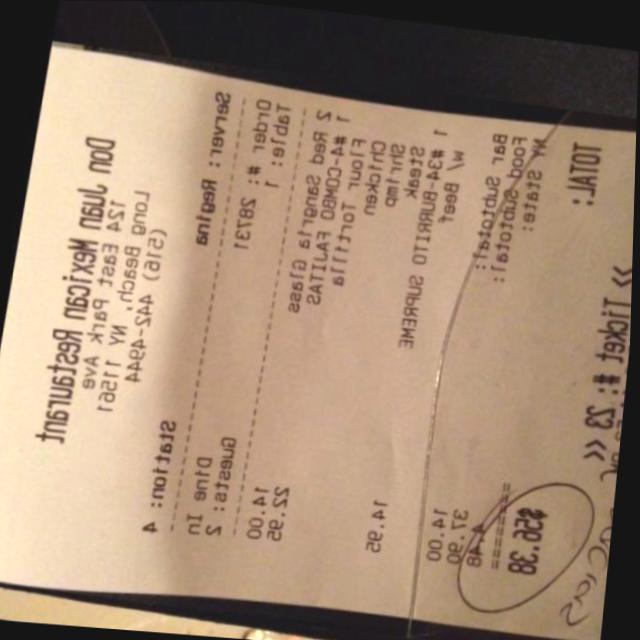 Don Juan Mexican Restaurant
124 East Park Ave
Long Beach, NY 11561
(516) 442-4944
Station: 4
Server: Regina
Order #: 28731 Dine In
Table: 1 Guests: 2
2 Red Sangria Glass 14.00
1 #4-COMBO FAJITAS 22.95
Flour Tortilla
Chicken
Shrimp
Steak
1 #34-BURRITO SUPREME 14.95
w/ Beef
Bar Subtotal: 14.00
Food Subtotal: 37.90
NY State: 4.48
========
TOTAL: $56.38
>> Ticket #: 23 <<